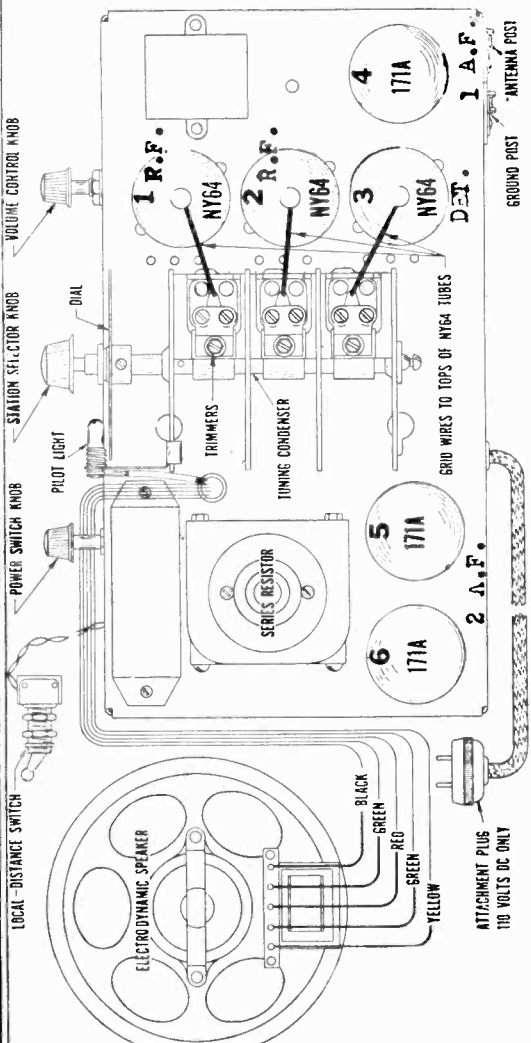 LOCAL-DISTANCE SWITCH
POWER SWITCH KNOB
STATION SELECTOR KNOB
VOLUME CONTROL KNOB
PILOT LIGHT
DIAL
1 R.F.
NY64
2 R.F.
NY64
3
NY64
DET.
4
171A
1 A.F.
TRIMMERS
TUNING CONDENSER
GRID WIRES TO TOPS OF NY64 TUBES
GROUND POST
ANTENNA POST
SERIES RESISTOR
5
171A
6
171A
2 A.F.
ELECTRO DYNAMIC SPEAKER
BLACK
GREEN
RED
GREEN
YELLOW
ATTACHMENT PLUG
110 VOLTS DC ONLY